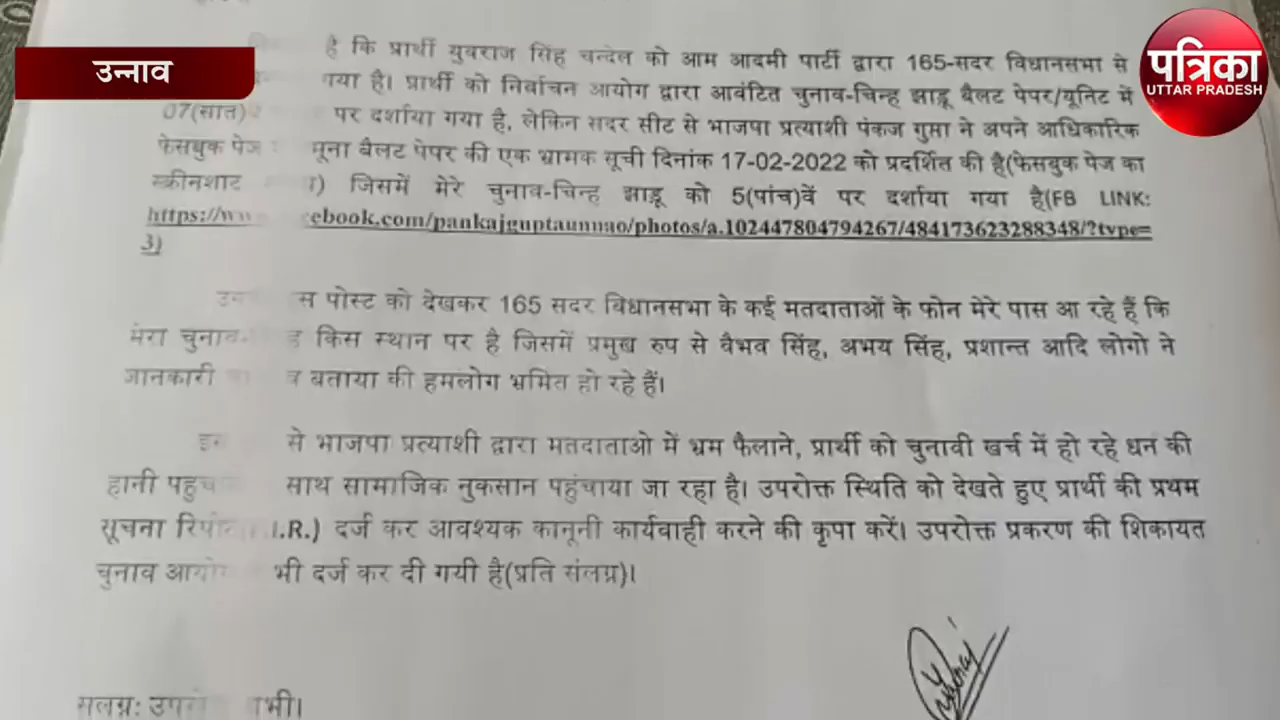 उन्नाव
पत्रिका
UTTAR PRADESH
है कि प्रार्थी युवराज सिंह चन्देल को आम आदमी पार्टी द्वारा 165-सदर विधानसभा से
गया है। प्रार्थी को निर्वाचन आयोग द्वारा आवंटित चुनाव-चिन्ह झाड़ू बैलट पेपर/यूनिट में
07(सात) पर दर्शाया गया है, लेकिन सदर सीट से भाजपा प्रत्याशी पंकज गुप्ता ने अपने आधिकारिक
फेसबुक पेज मूना बैलट पेपर की एक भ्रामक सूची दिनांक 17-02-2022 को प्रदर्शित की है(फेसबुक पेज का
स्क्रीनशाट ) जिसमें मेरे चुनाव-चिन्ह झाड़ू को 5(पांच)वें पर दर्शाया गया है(FB LINK:
https://ww cebook.com/pankajguptaunnao/photos/a.102447804794267/484173623288348/?type=
3)
स पोस्ट को देखकर 165 सदर विधानसभा के कई मतदाताओं के फोन मेरे पास आ रहे हैं कि
मेरा चुनाव- किस स्थान पर है जिसमें प्रमुख रुप से वैभव सिंह, अभय सिंह, प्रशान्त आदि लोगो ने
जानकारी व बताया की हमलोग भ्रमित हो रहे हैं।
से भाजपा प्रत्याशी द्वारा मतदाताओ में भ्रम फैलाने, प्रार्थी को चुनावी खर्च में हो रहे धन की
हानी पहुच साथ सामाजिक नुकसान पहुंचाया जा रहा है। उपरोक्त स्थिति को देखते हुए प्रार्थी की प्रथम
सूचना रिपोर्ट .I.R.) दर्ज कर आवश्यक कानूनी कार्यवाही करने की कृपा करें। उपरोक्त प्रकरण की शिकायत
चुनाव आयो भी दर्ज कर दी गयी है(प्रति संलग्न)।
सलग्नः उपरो भी।